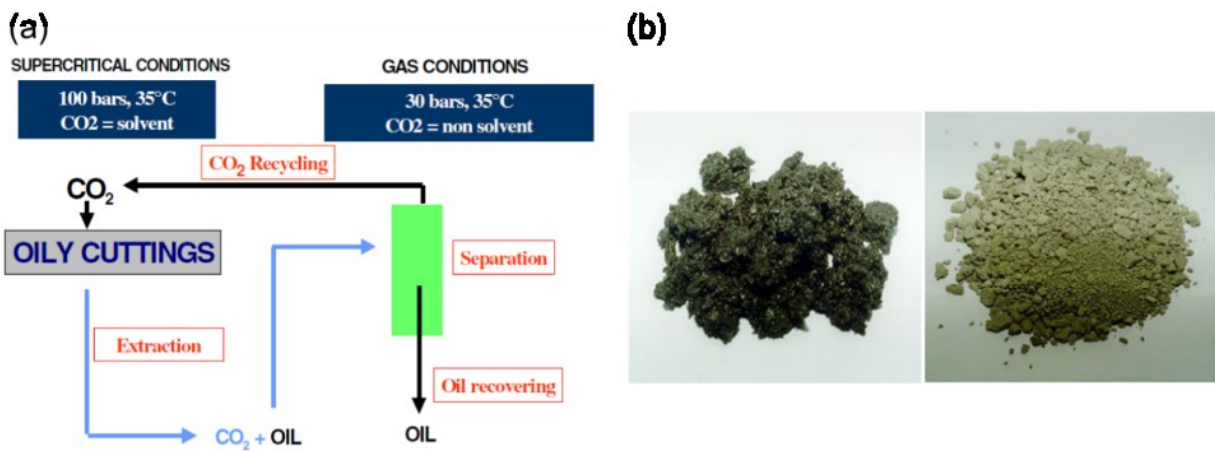 (a)
(b)
SUPERCRITICAL CONDITIONS
GAS CONDITIONS
100 bars, 35°C
CO2 = solvent
30 bars, 35°C
CO2 = non solvent
CO₂ Recycling
CO₂
OILY CUTTINGS
Separation
Extraction
Oil recovering
CO₂ + OIL
OIL